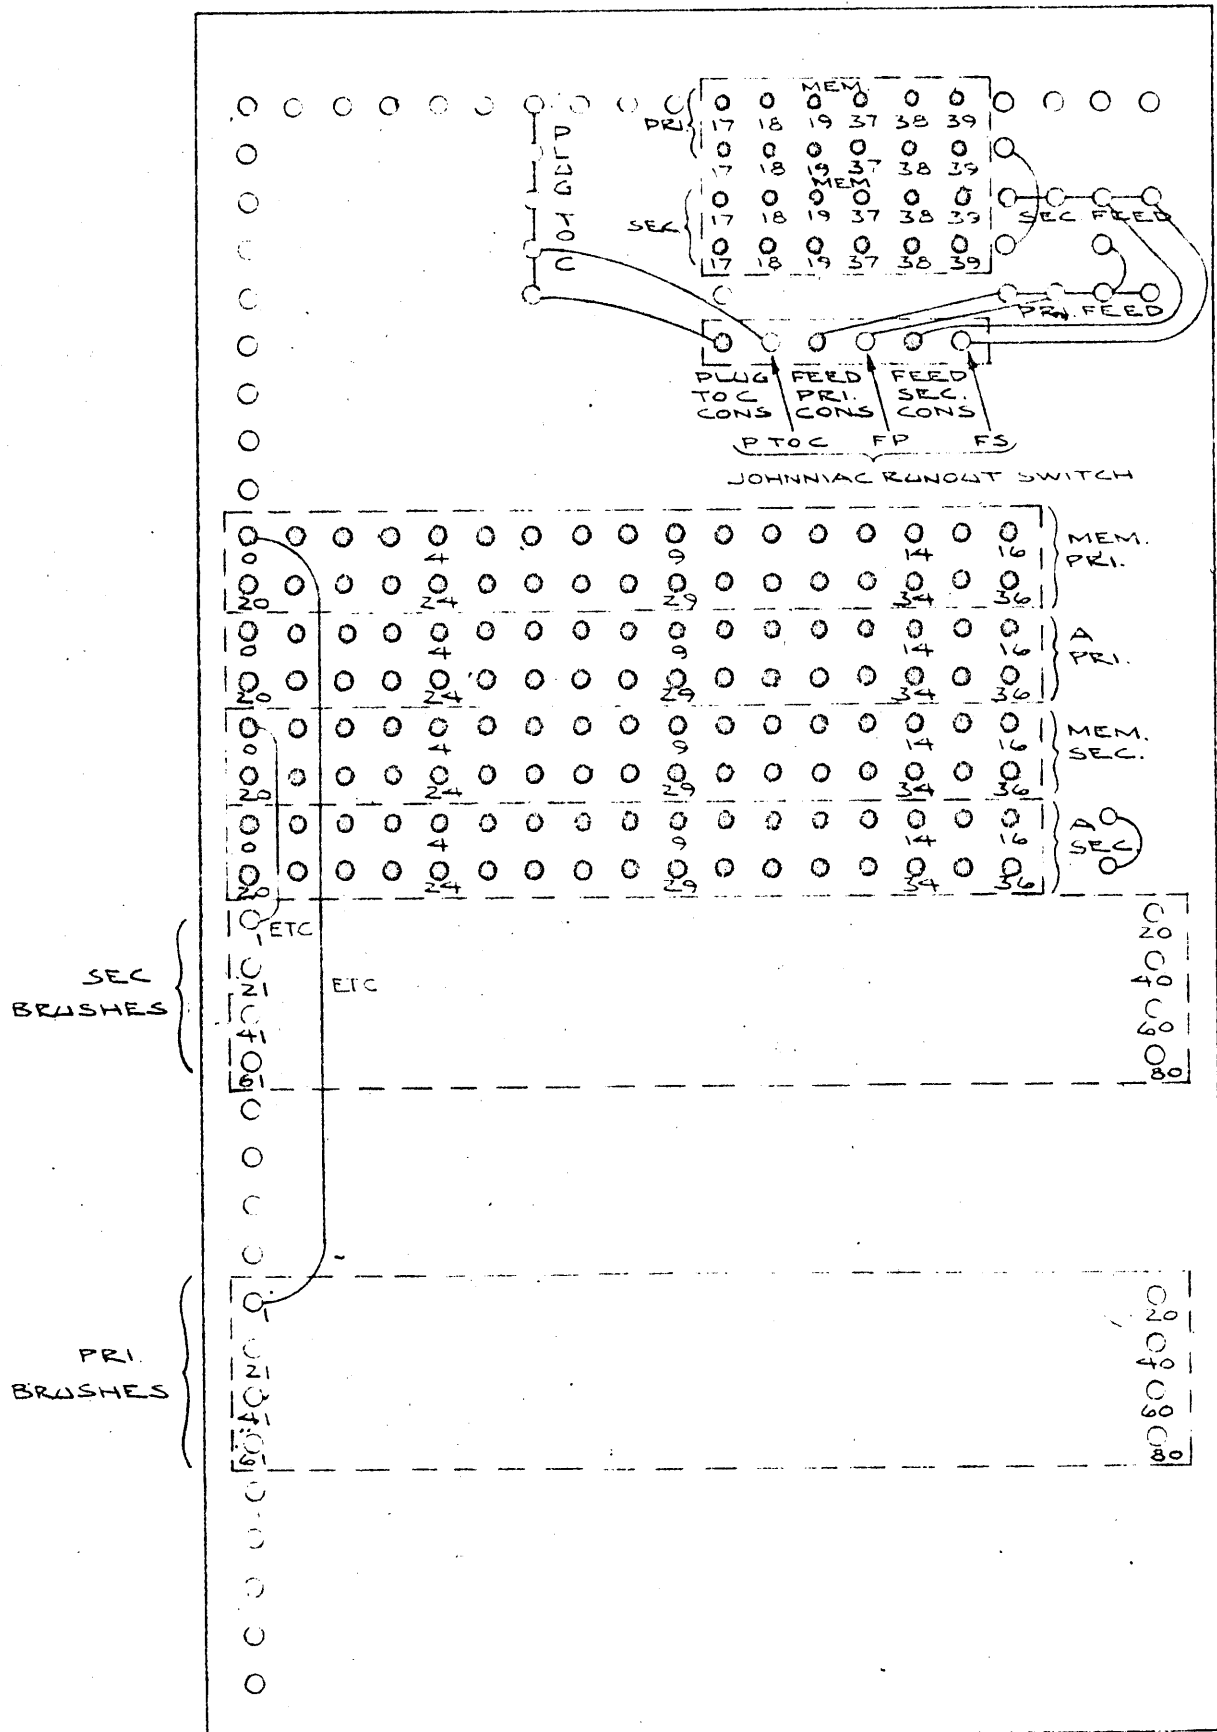 MEM.
PRI.
17 18 19 37 38 39
17 18 19 37 38 39
MEM
SEC.
17 18 19 37 38 39
17 18 19 37 38 39
PLUG TO C
SEC FEED
PRI. FEED
PLUG TO C CONS
FEED PRI. CONS
FEED SEC. CONS
P TO C FP FS
JOHNNIAC RUNOUT SWITCH
0 4 9 14 16
20 24 29 34 36
MEM. PRI.
0 4 9 14 16
20 24 29 34 36
A PRI.
0 4 9 14 16
20 24 29 34 36
MEM. SEC.
0 4 9 14 16
20 24 29 34 36
A SEC.
SEC BRUSHES
1 ETC 20
21 ETC 40
41 60
61 80
PRI. BRUSHES
1 20
21 40
41 60
61 80